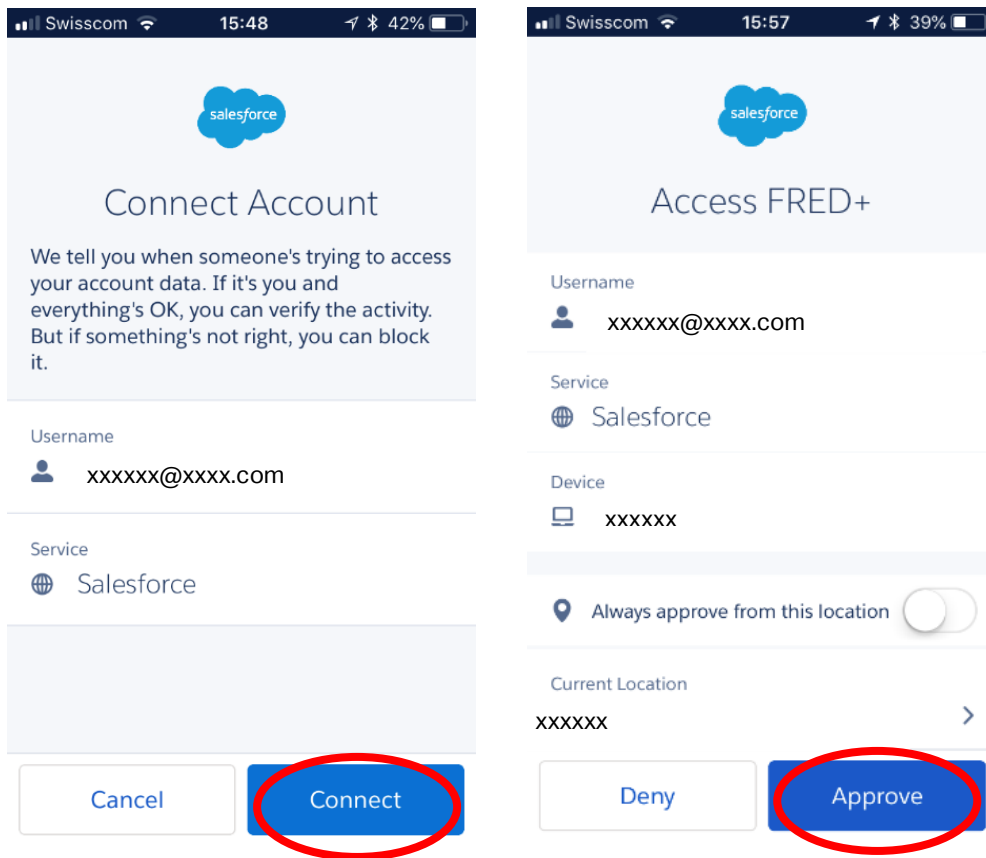 Swisscom 15:48 42%
salesforce
Connect Account
We tell you when someone's trying to access
your account data. If it's you and
everything's OK, you can verify the activity.
But if something's not right, you can block
it.
Username
xxxxxx@xxxx.com
Service
Salesforce
Cancel Connect
Swisscom 15:57 39%
salesforce
Access FRED+
Username
xxxxxx@xxxx.com
Service
Salesforce
Device
xxxxxx
Always approve from this location
Current Location
xxxxxx
Deny Approve